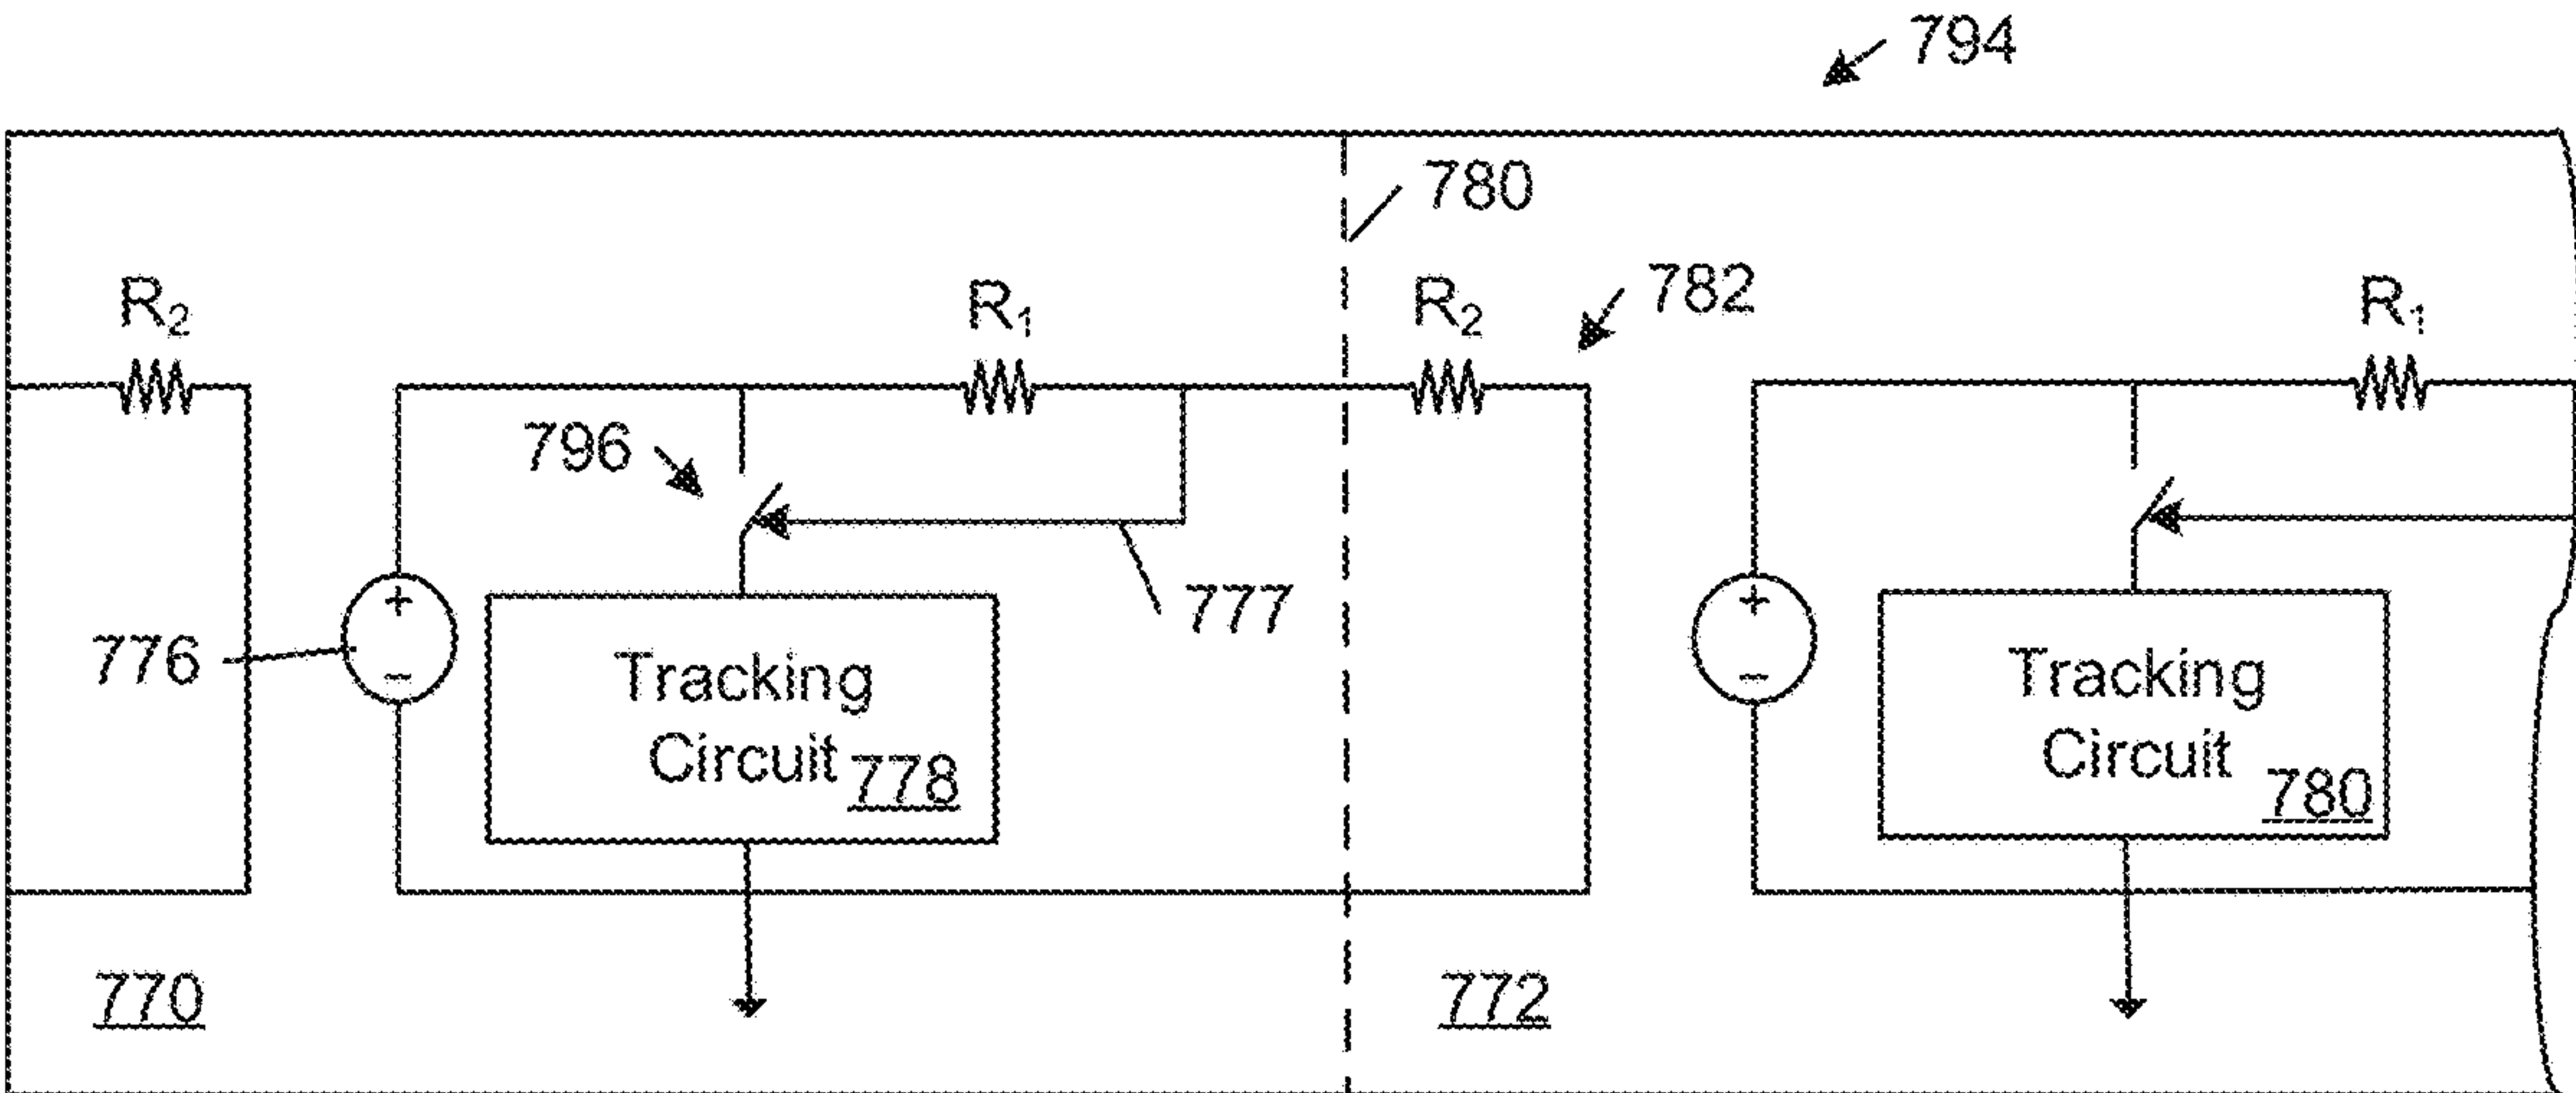 794
780
R₂
R₁
R₂
782
R₁
796
777
776
+
−
+
−
Tracking
Circuit 778
Tracking
Circuit 780
770
772